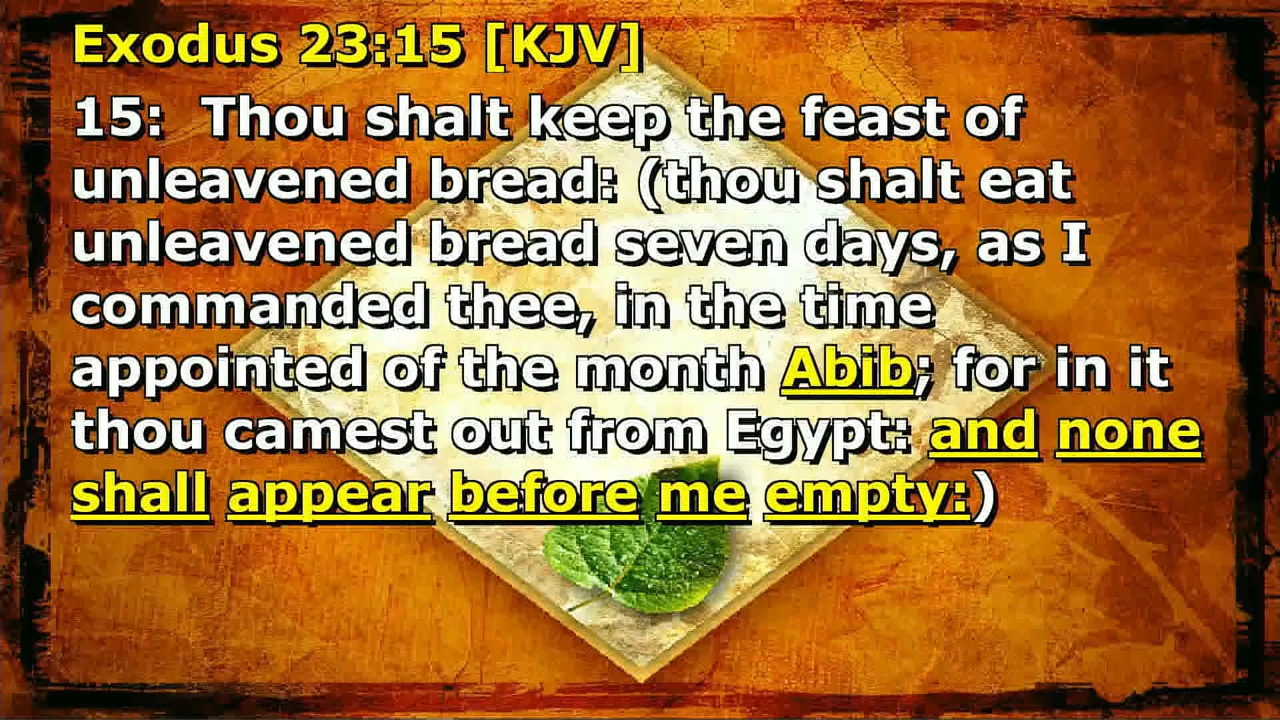 Exodus 23:15 [KJV]
15:  Thou shalt keep the feast of
unleavened bread: (thou shalt eat
unleavened bread seven days, as I
commanded thee, in the time
appointed of the month Abib; for in it
thou camest out from Egypt: and none
shall appear before me empty:)